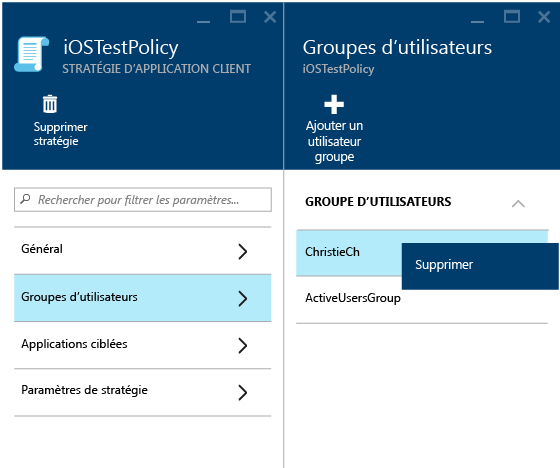 iOSTestPolicy
STRATÉGIE D'APPLICATION CLIENT
Supprimer
stratégie
Rechercher pour filtrer les paramètres...
Général
Groupes d'utilisateurs
Applications ciblées
Paramètres de stratégie
Groupes d'utilisateurs
iOSTestPolicy
Ajouter un
utilisateur
groupe
GROUPE D'UTILISATEURS
ChristieCh
Supprimer
ActiveUsersGroup